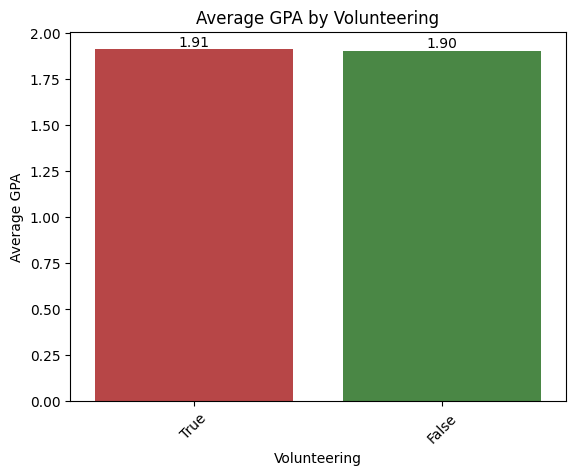 Average GPA by Volunteering
1.91
1.90
2.00
1.75
1.50
1.25
1.00
0.75
0.50
0.25
0.00
Average GPA
True
False
Volunteering